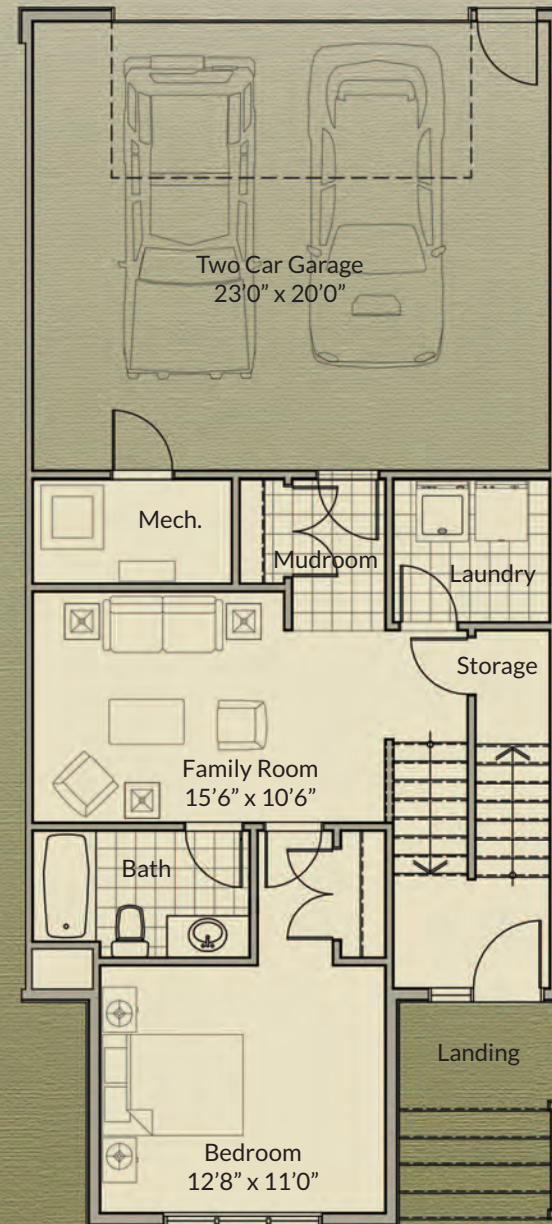 Two Car Garage
23’0” x 20’0”
Mech.
Mudroom
Laundry
Storage
Family Room
15’6” x 10’6”
Bath
Landing
Bedroom
12’8” x 11’0”